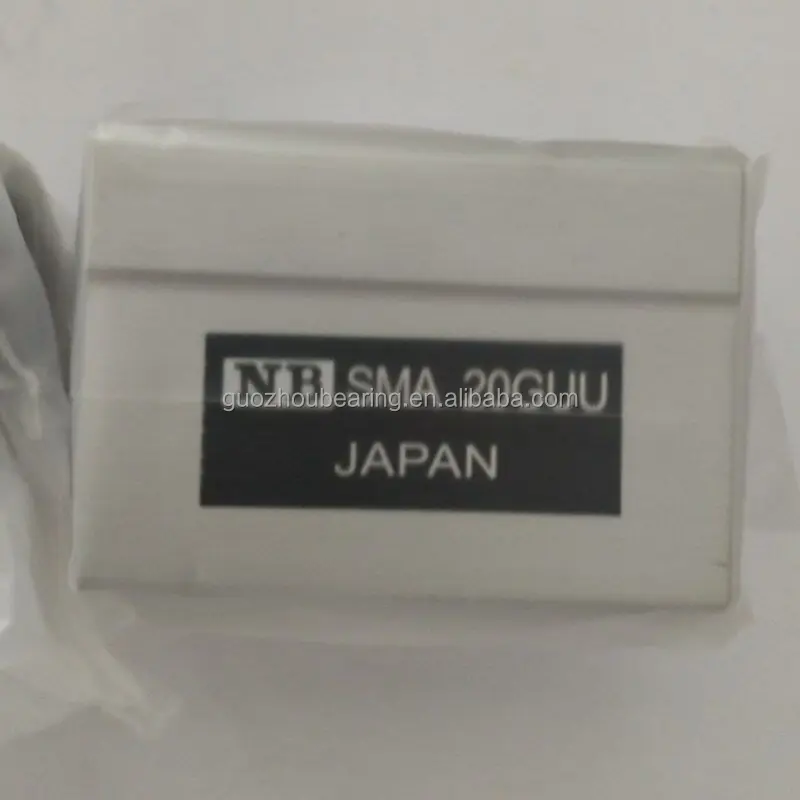 NB SMA 20GUU
guozhoubearing.en.alibaba.com
JAPAN